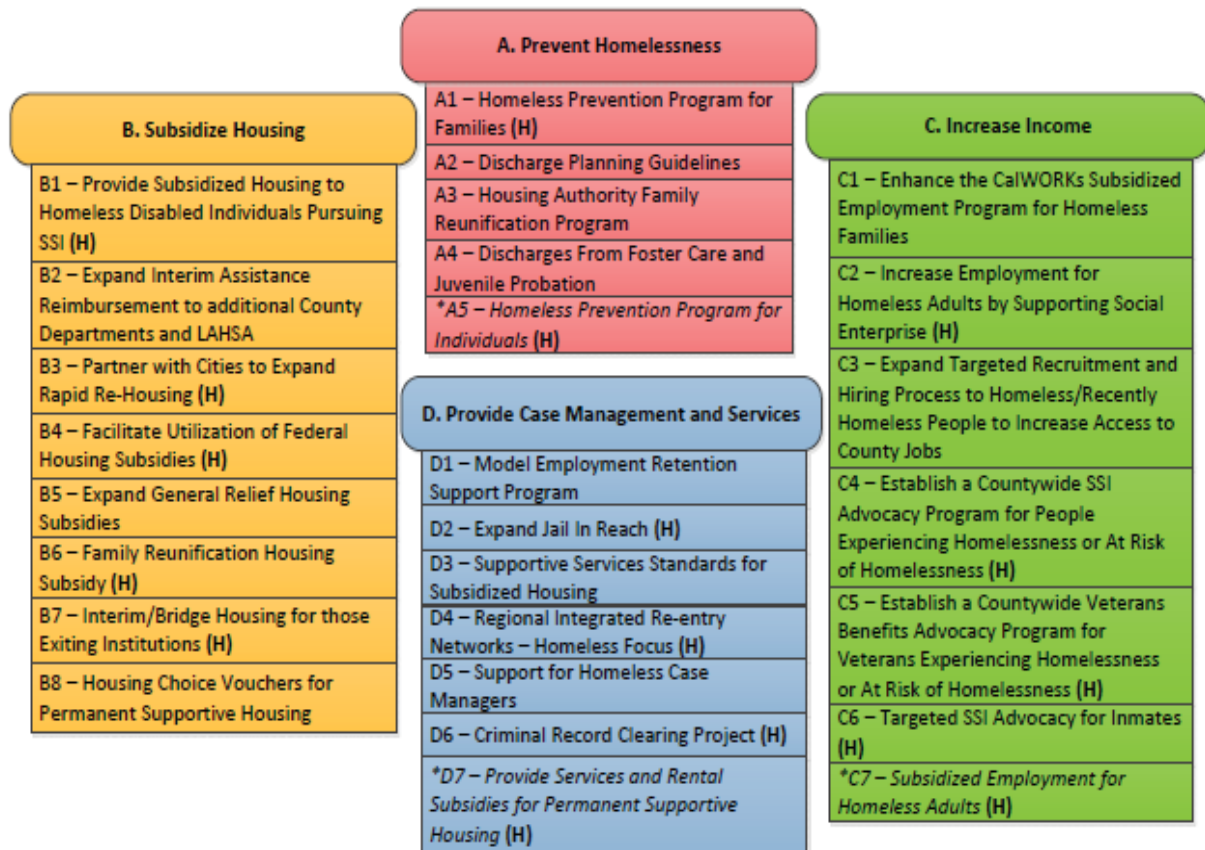 A. Prevent Homelessness
A1 – Homeless Prevention Program for
Families (H)
A2 – Discharge Planning Guidelines
A3 – Housing Authority Family
Reunification Program
A4 – Discharges From Foster Care and
Juvenile Probation
*A5 – Homeless Prevention Program for
Individuals (H)
B. Subsidize Housing
B1 – Provide Subsidized Housing to
Homeless Disabled Individuals Pursuing
SSI (H)
B2 – Expand Interim Assistance
Reimbursement to additional County
Departments and LAHSA
B3 – Partner with Cities to Expand
Rapid Re-Housing (H)
B4 – Facilitate Utilization of Federal
Housing Subsidies (H)
B5 – Expand General Relief Housing
Subsidies
B6 – Family Reunification Housing
Subsidy (H)
B7 – Interim/Bridge Housing for those
Exiting Institutions (H)
B8 – Housing Choice Vouchers for
Permanent Supportive Housing
C. Increase Income
C1 – Enhance the CalWORKs Subsidized
Employment Program for Homeless
Families
C2 – Increase Employment for
Homeless Adults by Supporting Social
Enterprise (H)
C3 – Expand Targeted Recruitment and
Hiring Process to Homeless/Recently
Homeless People to Increase Access to
County Jobs
C4 – Establish a Countywide SSI
Advocacy Program for People
Experiencing Homelessness or At Risk
of Homelessness (H)
C5 – Establish a Countywide Veterans
Benefits Advocacy Program for
Veterans Experiencing Homelessness
or At Risk of Homelessness (H)
C6 – Targeted SSI Advocacy for Inmates
(H)
*C7 – Subsidized Employment for
Homeless Adults (H)
D. Provide Case Management and Services
D1 – Model Employment Retention
Support Program
D2 – Expand Jail In Reach (H)
D3 – Supportive Services Standards for
Subsidized Housing
D4 – Regional Integrated Re-entry
Networks – Homeless Focus (H)
D5 – Support for Homeless Case
Managers
D6 – Criminal Record Clearing Project (H)
*D7 – Provide Services and Rental
Subsidies for Permanent Supportive
Housing (H)